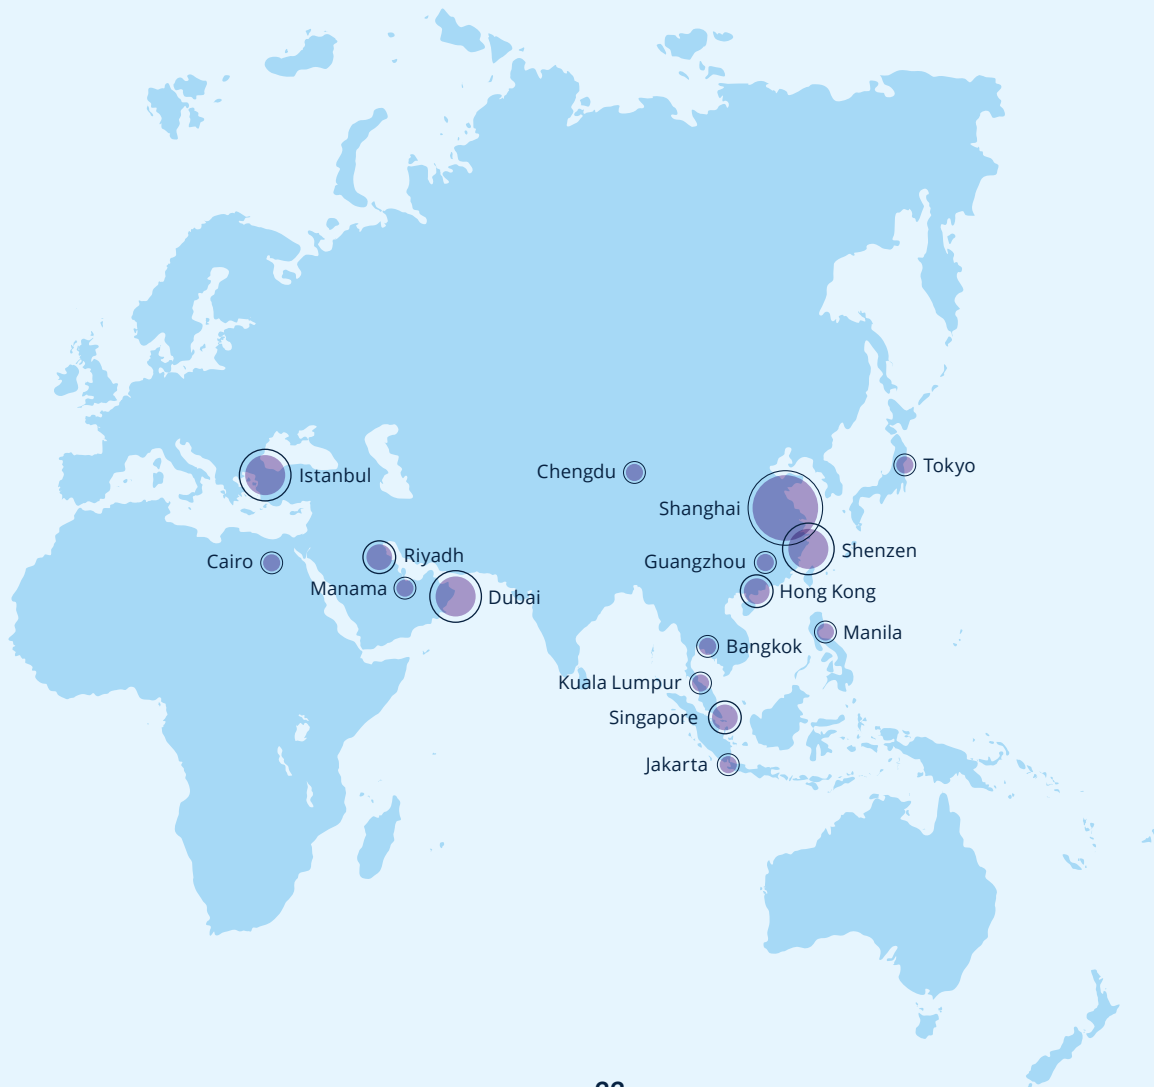 Tokyo
Chengdu
Istanbul
Shanghai
Shenzen
Riyadh
Cairo
Guangzhou
Manama
Hong Kong
Dubai
Manila
Bangkok
Kuala Lumpur
Singapore
Jakarta